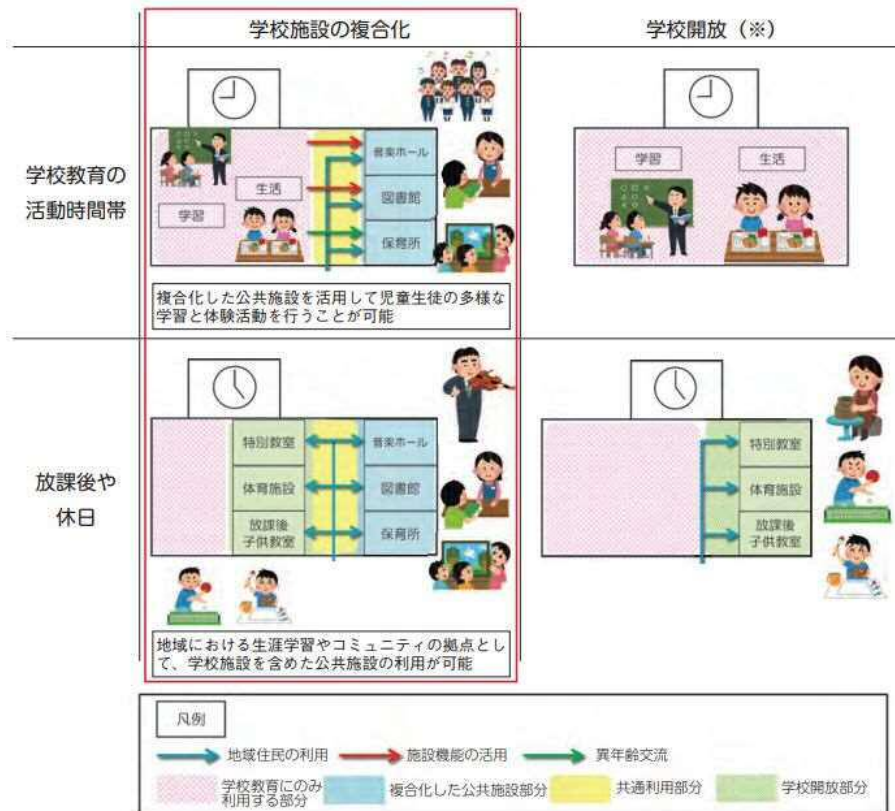 学校施設の複合化
学校開放（※）
学校教育の
活動時間帯
学習
生活
音楽ホール
図書館
保育所
複合化した公共施設を活用して児童生徒の多様な
学習と体験活動を行うことが可能
学習
生活
放課後や
休日
特別教室
体育施設
放課後
子供教室
音楽ホール
図書館
保育所
地域における生涯学習やコミュニティの拠点とし
て、学校施設を含めた公共施設の利用が可能
特別教室
体育施設
放課後
子供教室
凡例
地域住民の利用
施設機能の活用
異年齢交流
学校教育にのみ
利用する部分
複合化した公共施設部分
共通利用部分
学校開放部分